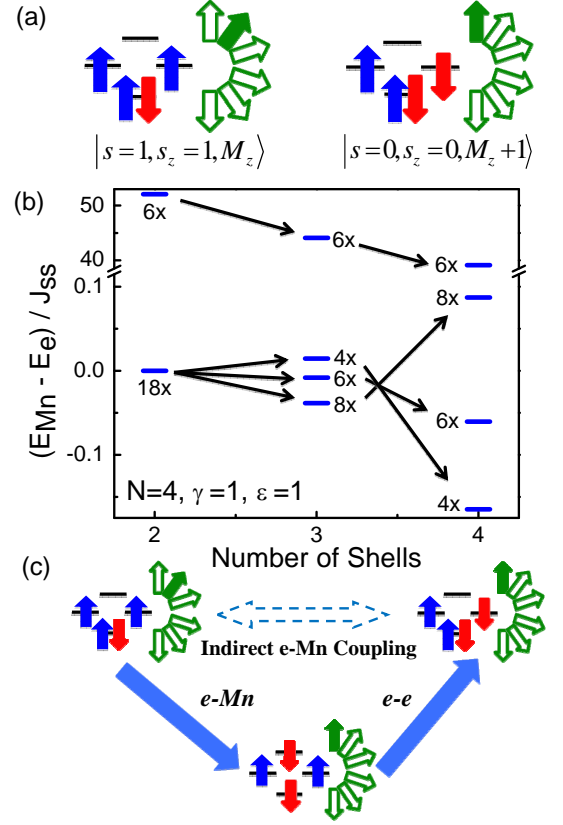 (a)
|s=1, s_z=1, M_z⟩ |s=0, s_z=0, M_z+1⟩
(b)
(E_Mn - E_e) / J_ss
50
40
0.1
0.0
-0.1
6x
6x
6x
8x
18x
4x
6x
8x
6x
4x
N=4, γ=1, ε=1
2 3 4
Number of Shells
(c)
Indirect e-Mn Coupling
e-Mn e-e